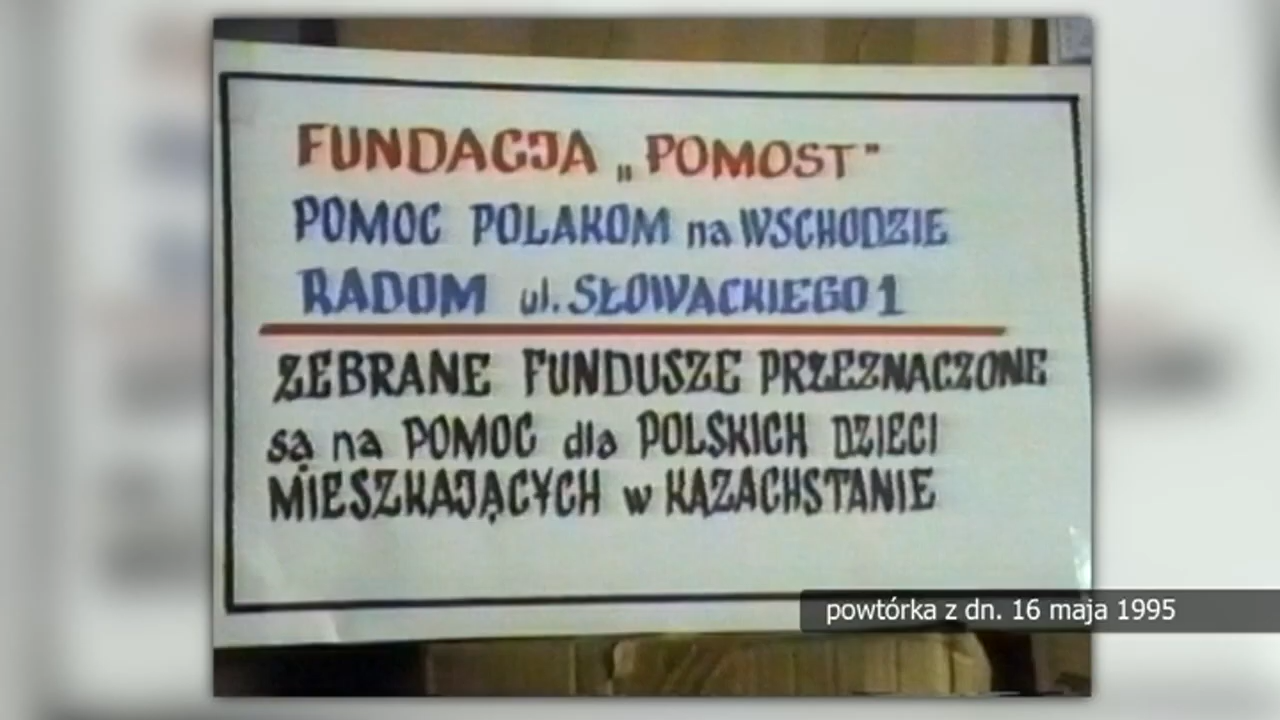 FUNDACJA „POMOST”
POMOC POLAKOM na WSCHODZIE
RADOM ul. SŁOWACKIEGO 1
ZEBRANE FUNDUSZE PRZEZNACZONE
są na POMOC dla POLSKICH DZIECI
MIESZKAJĄCYCH w KAZACHSTANIE
powtórka z dn. 16 maja 1995